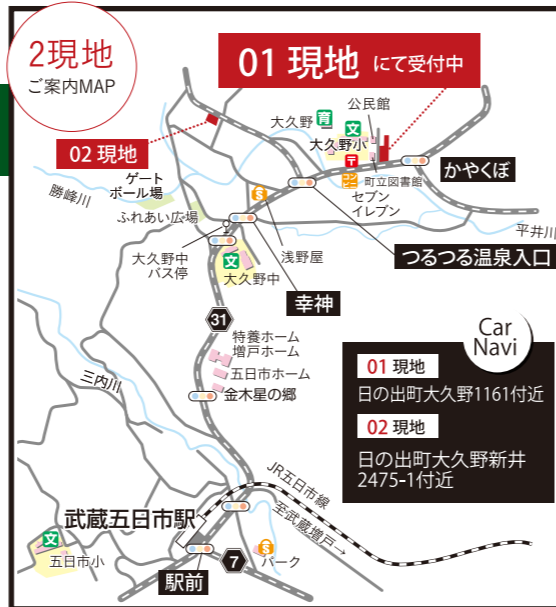 2現地
ご案内MAP
01 現地 にて受付中
02 現地
大久野
育
文
公民館
大久野小
〒
コンビニ
町立図書館
セブン
イレブン
かやくぼ
ゲート
ボール場
勝峰川
ふれあい広場
平井川
つるつる温泉入口
大久野中
バス停
浅野屋
文
大久野中
幸神
31
特養ホーム
増戸ホーム
五日市ホーム
金木星の郷
三内川
Car
Navi
01 現地
日の出町大久野1161付近
02 現地
日の出町大久野新井
2475-1付近
JR五日市線
至武蔵増戸→
武蔵五日市駅
文
五日市小
駅前
7
S
パーク